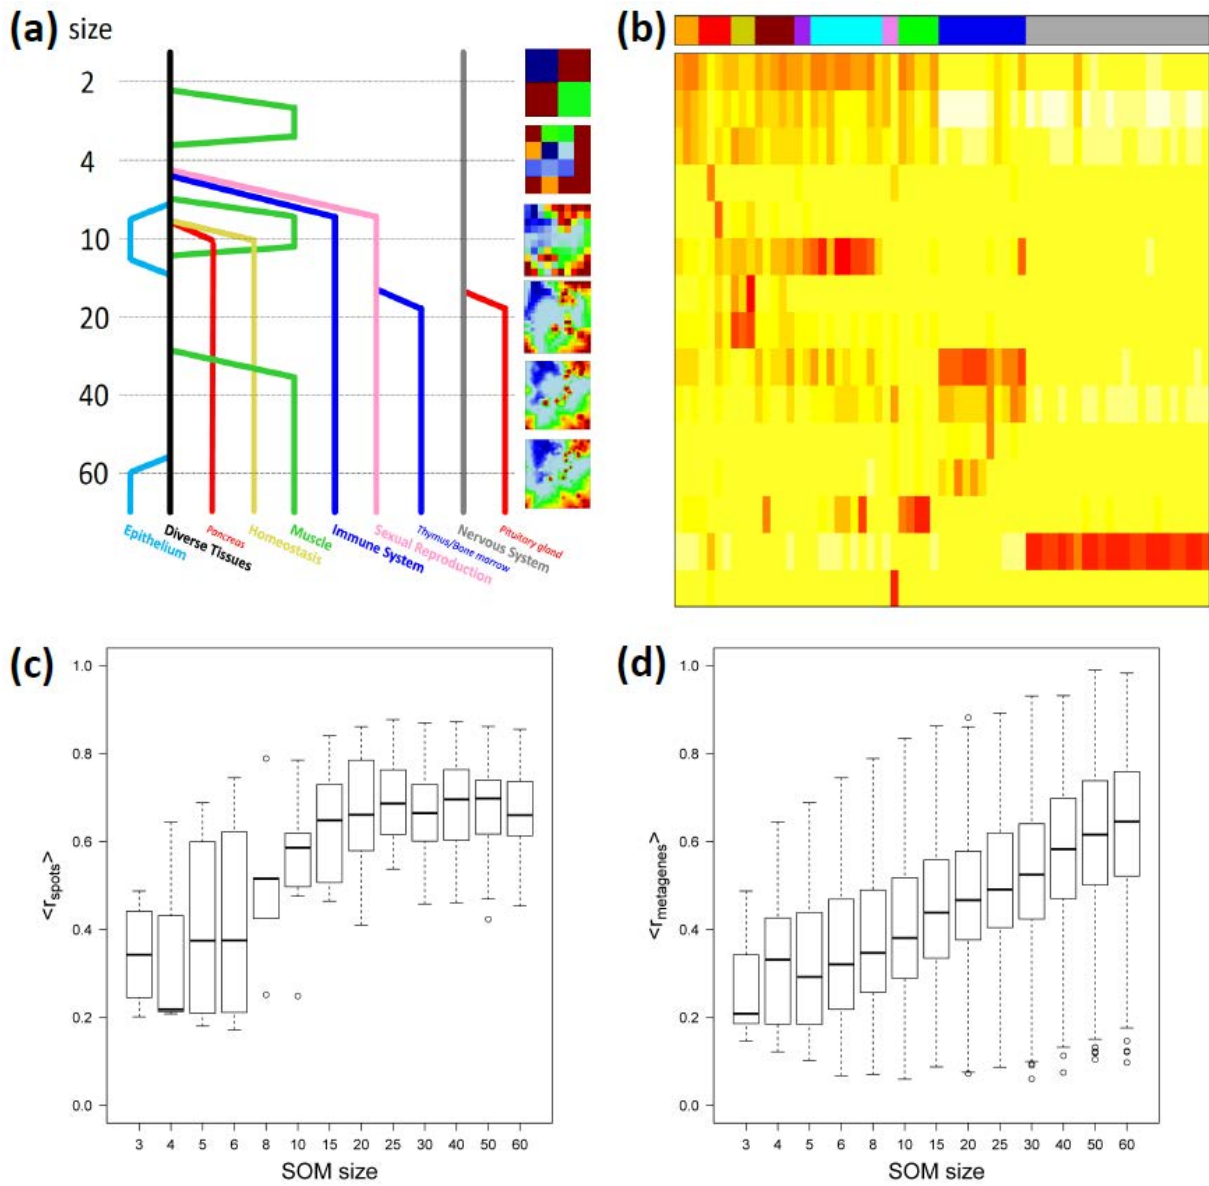 (a) size
2
4
10
20
40
60
Epithelium
Diverse Tissues
Pancreas
Homeostasis
Muscle
Immune System
Sexual Reproduction
Thymus/Bone morrow
Nervous System
Pituitary gland
(b)
(c)
1.0
0.8
0.6
0.4
0.2
0.0
<r_spots>
3 4 5 6 8 10 15 20 25 30 40 50 60
SOM size
(d)
1.0
0.8
0.6
0.4
0.2
0.0
<r_metagenes>
3 4 5 6 8 10 15 20 25 30 40 50 60
SOM size